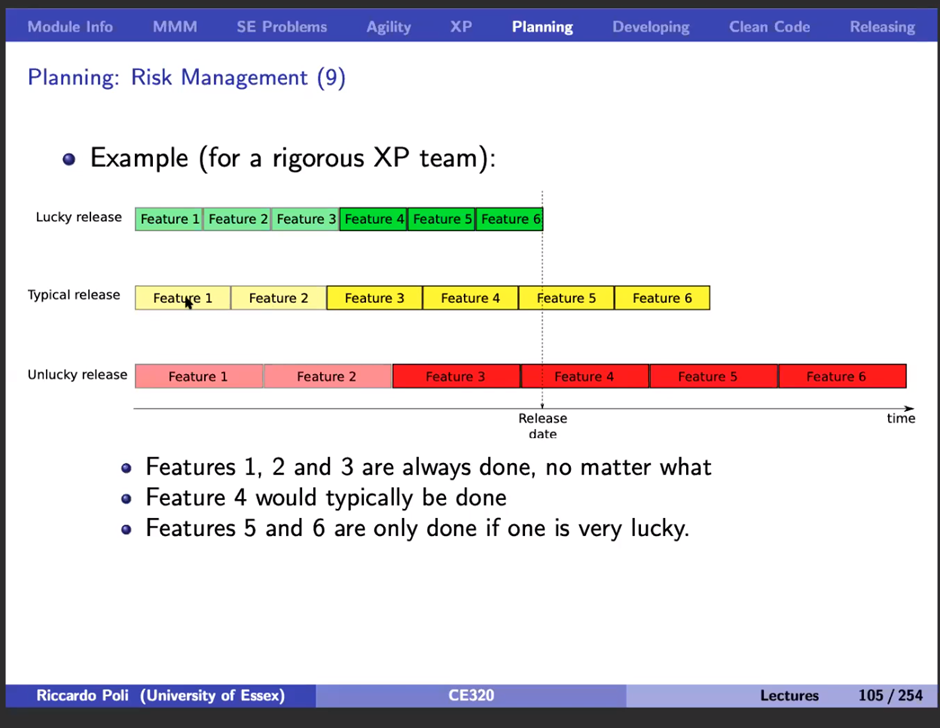 Module Info MMM SE Problems Agility XP Planning Developing Clean Code Releasing
Planning: Risk Management (9)
Example (for a rigorous XP team):
Lucky release Feature 1 Feature 2 Feature 3 Feature 4 Feature 5 Feature 6
Typical release Feature 1 Feature 2 Feature 3 Feature 4 Feature 5 Feature 6
Unlucky release Feature 1 Feature 2 Feature 3 Feature 4 Feature 5 Feature 6
Release time
date
Features 1, 2 and 3 are always done, no matter what
Feature 4 would typically be done
Features 5 and 6 are only done if one is very lucky.
Riccardo Poli (University of Essex) CE320 Lectures 105 / 254